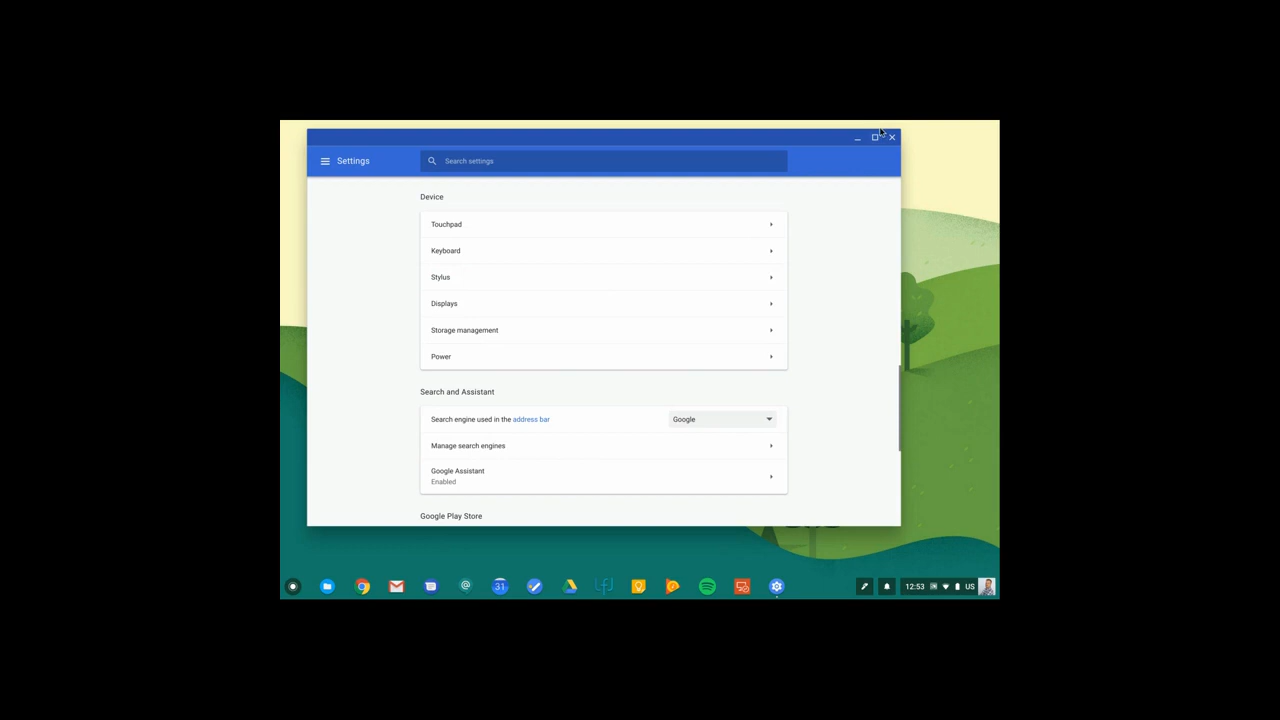 Settings
Search settings
Device
Touchpad
Keyboard
Stylus
Displays
Storage management
Power
Search and Assistant
Search engine used in the address bar
Google
Manage search engines
Google Assistant
Enabled
Google Play Store
31
12:53
US